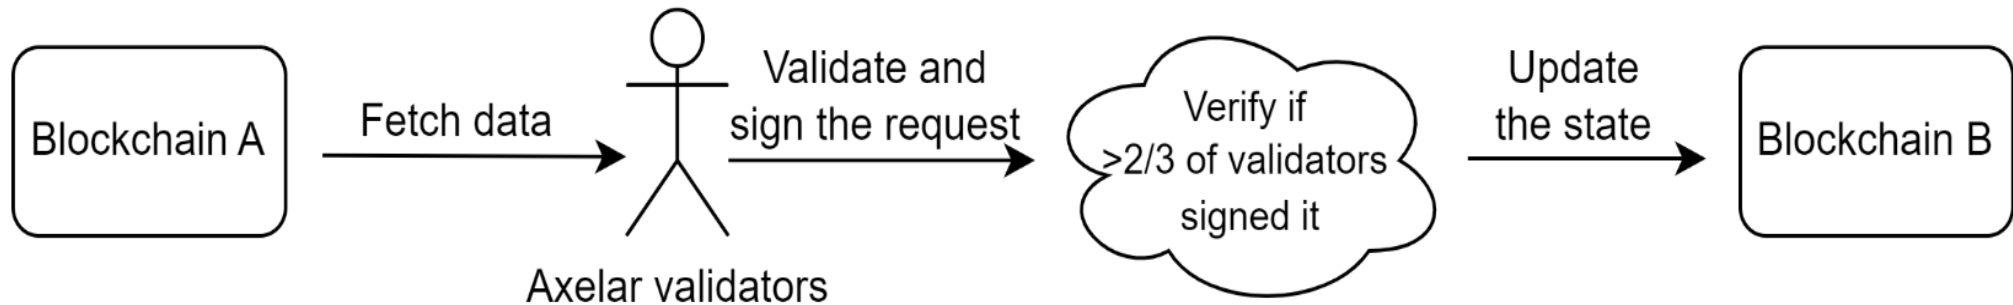 Blockchain A
Fetch data
Axelar validators
Validate and
sign the request
Verify if
>2/3 of validators
signed it
Update
the state
Blockchain B